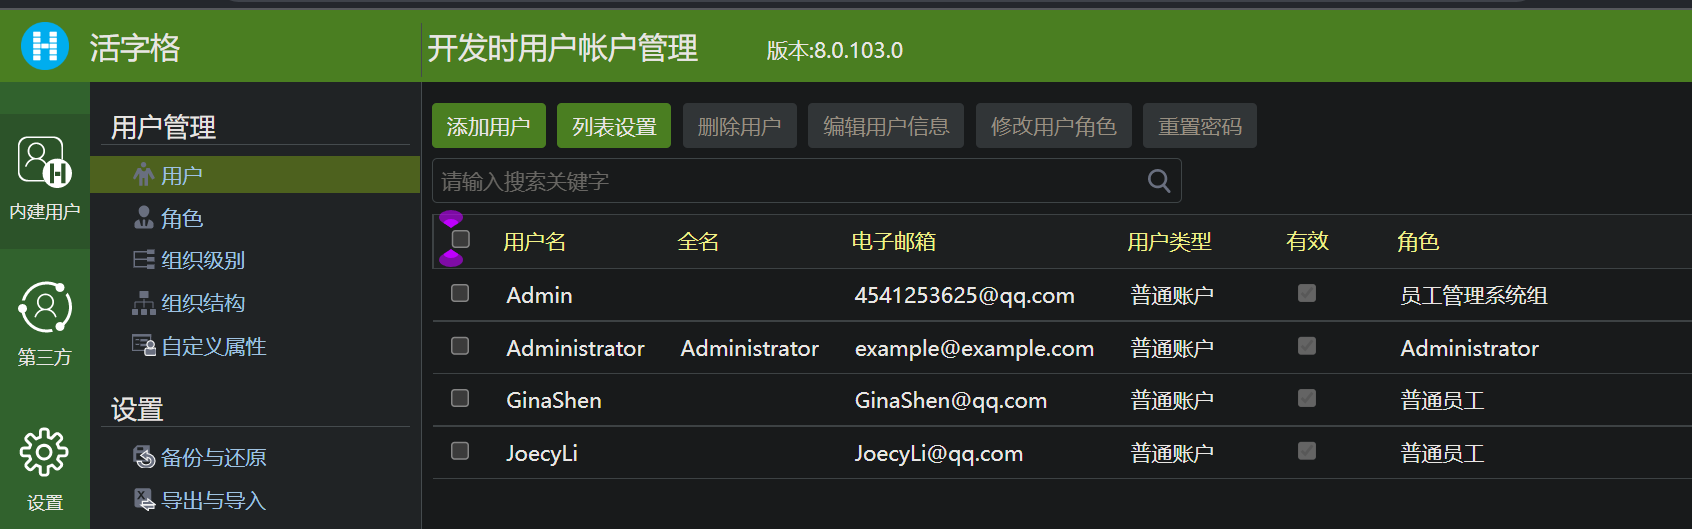 活字格
开发时用户帐户管理 版本:8.0.103.0
内建用户
第三方
设置
用户管理
用户
角色
组织级别
组织结构
自定义属性
设置
备份与还原
导出与导入
添加用户 列表设置 删除用户 编辑用户信息 修改用户角色 重置密码
请输入搜索关键字
用户名 全名 电子邮箱 用户类型 有效 角色
Admin 4541253625@qq.com 普通账户 员工管理系统组
Administrator Administrator example@example.com 普通账户 Administrator
GinaShen GinaShen@qq.com 普通账户 普通员工
JoecyLi JoecyLi@qq.com 普通账户 普通员工